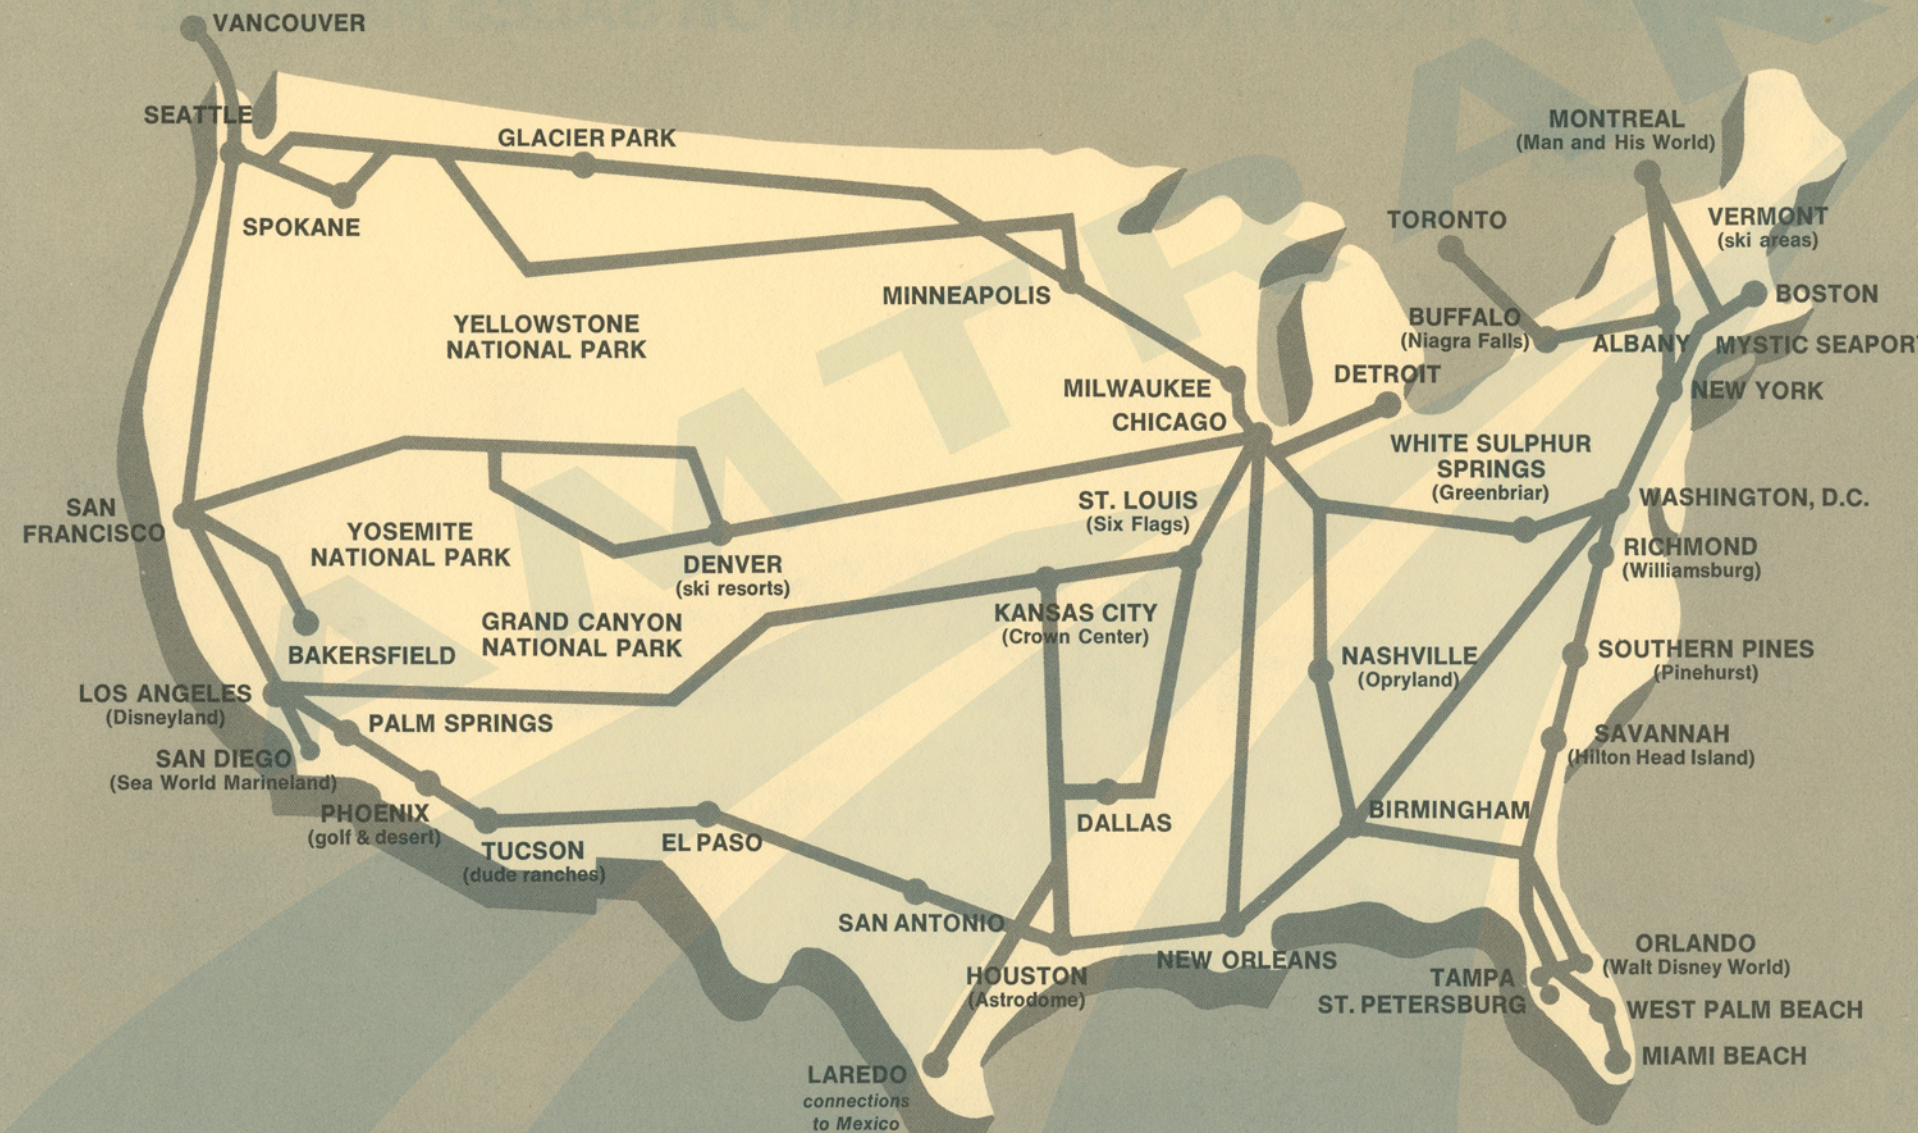 AMTRAK
VANCOUVER
SEATTLE
GLACIER PARK
SPOKANE
MONTREAL
(Man and His World)
TORONTO
VERMONT
(ski areas)
MINNEAPOLIS
BOSTON
BUFFALO
(Niagra Falls)
ALBANY
MYSTIC SEAPORT
YELLOWSTONE
NATIONAL PARK
MILWAUKEE
DETROIT
NEW YORK
CHICAGO
WHITE SULPHUR
SPRINGS
(Greenbriar)
SAN
FRANCISCO
YOSEMITE
NATIONAL PARK
ST. LOUIS
(Six Flags)
WASHINGTON, D.C.
DENVER
(ski resorts)
RICHMOND
(Williamsburg)
GRAND CANYON
NATIONAL PARK
KANSAS CITY
(Crown Center)
BAKERSFIELD
NASHVILLE
(Opryland)
SOUTHERN PINES
(Pinehurst)
LOS ANGELES
(Disneyland)
PALM SPRINGS
SAVANNAH
(Hilton Head Island)
SAN DIEGO
(Sea World Marineland)
PHOENIX
(golf & desert)
TUCSON
(dude ranches)
EL PASO
DALLAS
BIRMINGHAM
SAN ANTONIO
HOUSTON
(Astrodome)
NEW ORLEANS
ORLANDO
(Walt Disney World)
TAMPA
ST. PETERSBURG
WEST PALM BEACH
MIAMI BEACH
LAREDO
connections
to Mexico